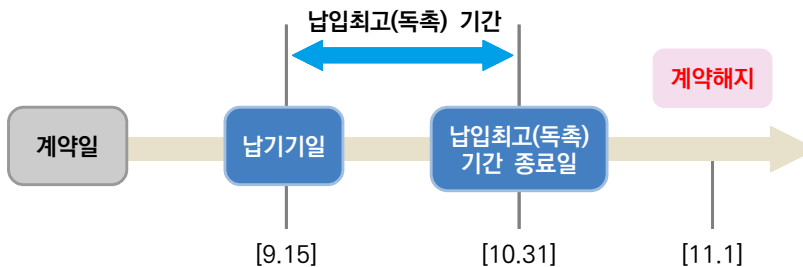 납입최고(독촉) 기간
계약해지
계약일
납기기일
납입최고(독촉)
기간 종료일
[9.15]
[10.31]
[11.1]